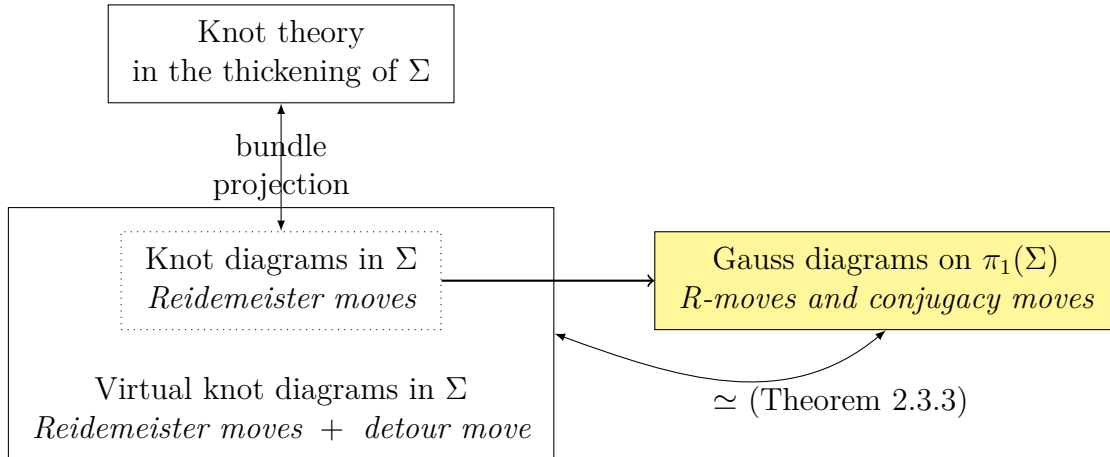 Knot theory
in the thickening of Σ
bundle
projection
Knot diagrams in Σ
Reidemeister moves
Gauss diagrams on π₁(Σ)
R-moves and conjugacy moves
Virtual knot diagrams in Σ
Reidemeister moves + detour move
≃ (Theorem 2.3.3)